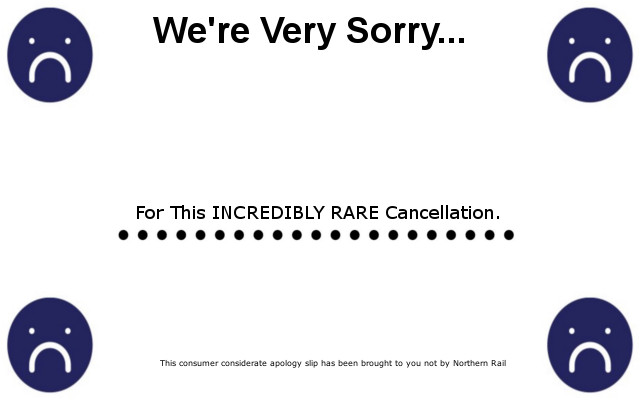 We're Very Sorry...
For This INCREDIBLY RARE Cancellation.
This consumer considerate apology slip has been brought to you not by Northern Rail